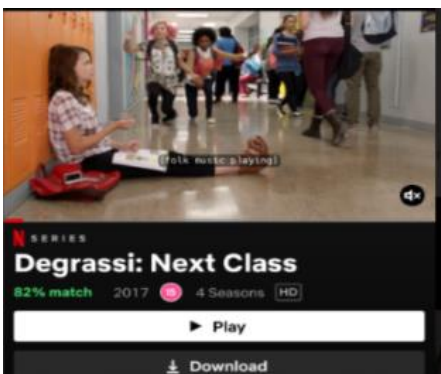 [folk music playing]
N SERIES
Degrassi: Next Class
82% match 2017 15 4 Seasons HD
Play
Download